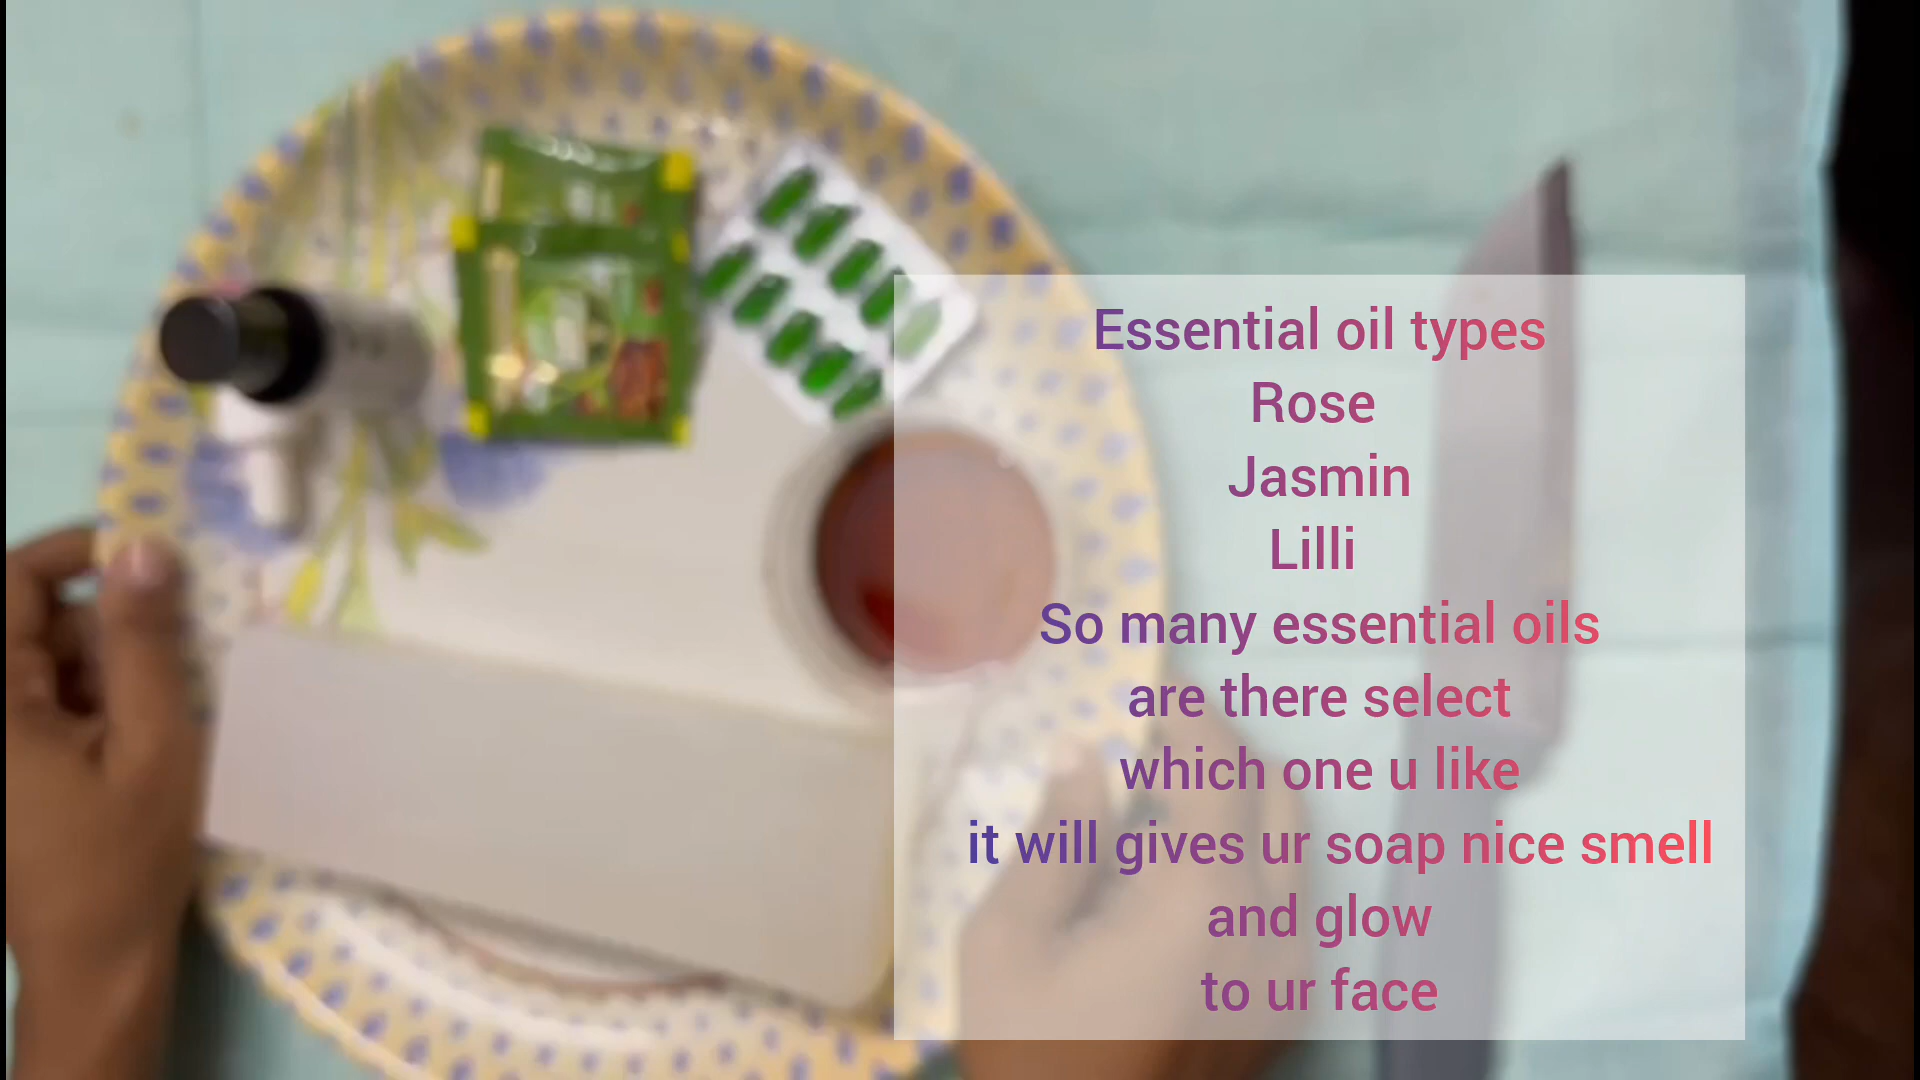 Essential oil types
Rose
Jasmin
Lilli
So many essential oils
are there select
which one u like
it will gives ur soap nice smell
and glow
to ur face